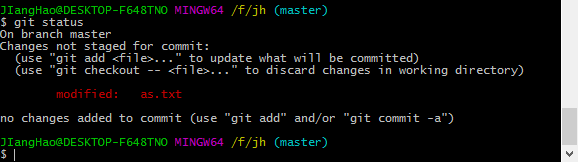 JIangHao@DESKTOP-F648TNO MINGW64 /f/jh (master)
$ git status
On branch master
Changes not staged for commit:
  (use "git add <file>..." to update what will be committed)
  (use "git checkout -- <file>..." to discard changes in working directory)
        modified:   as.txt
no changes added to commit (use "git add" and/or "git commit -a")
JIangHao@DESKTOP-F648TNO MINGW64 /f/jh (master)
$